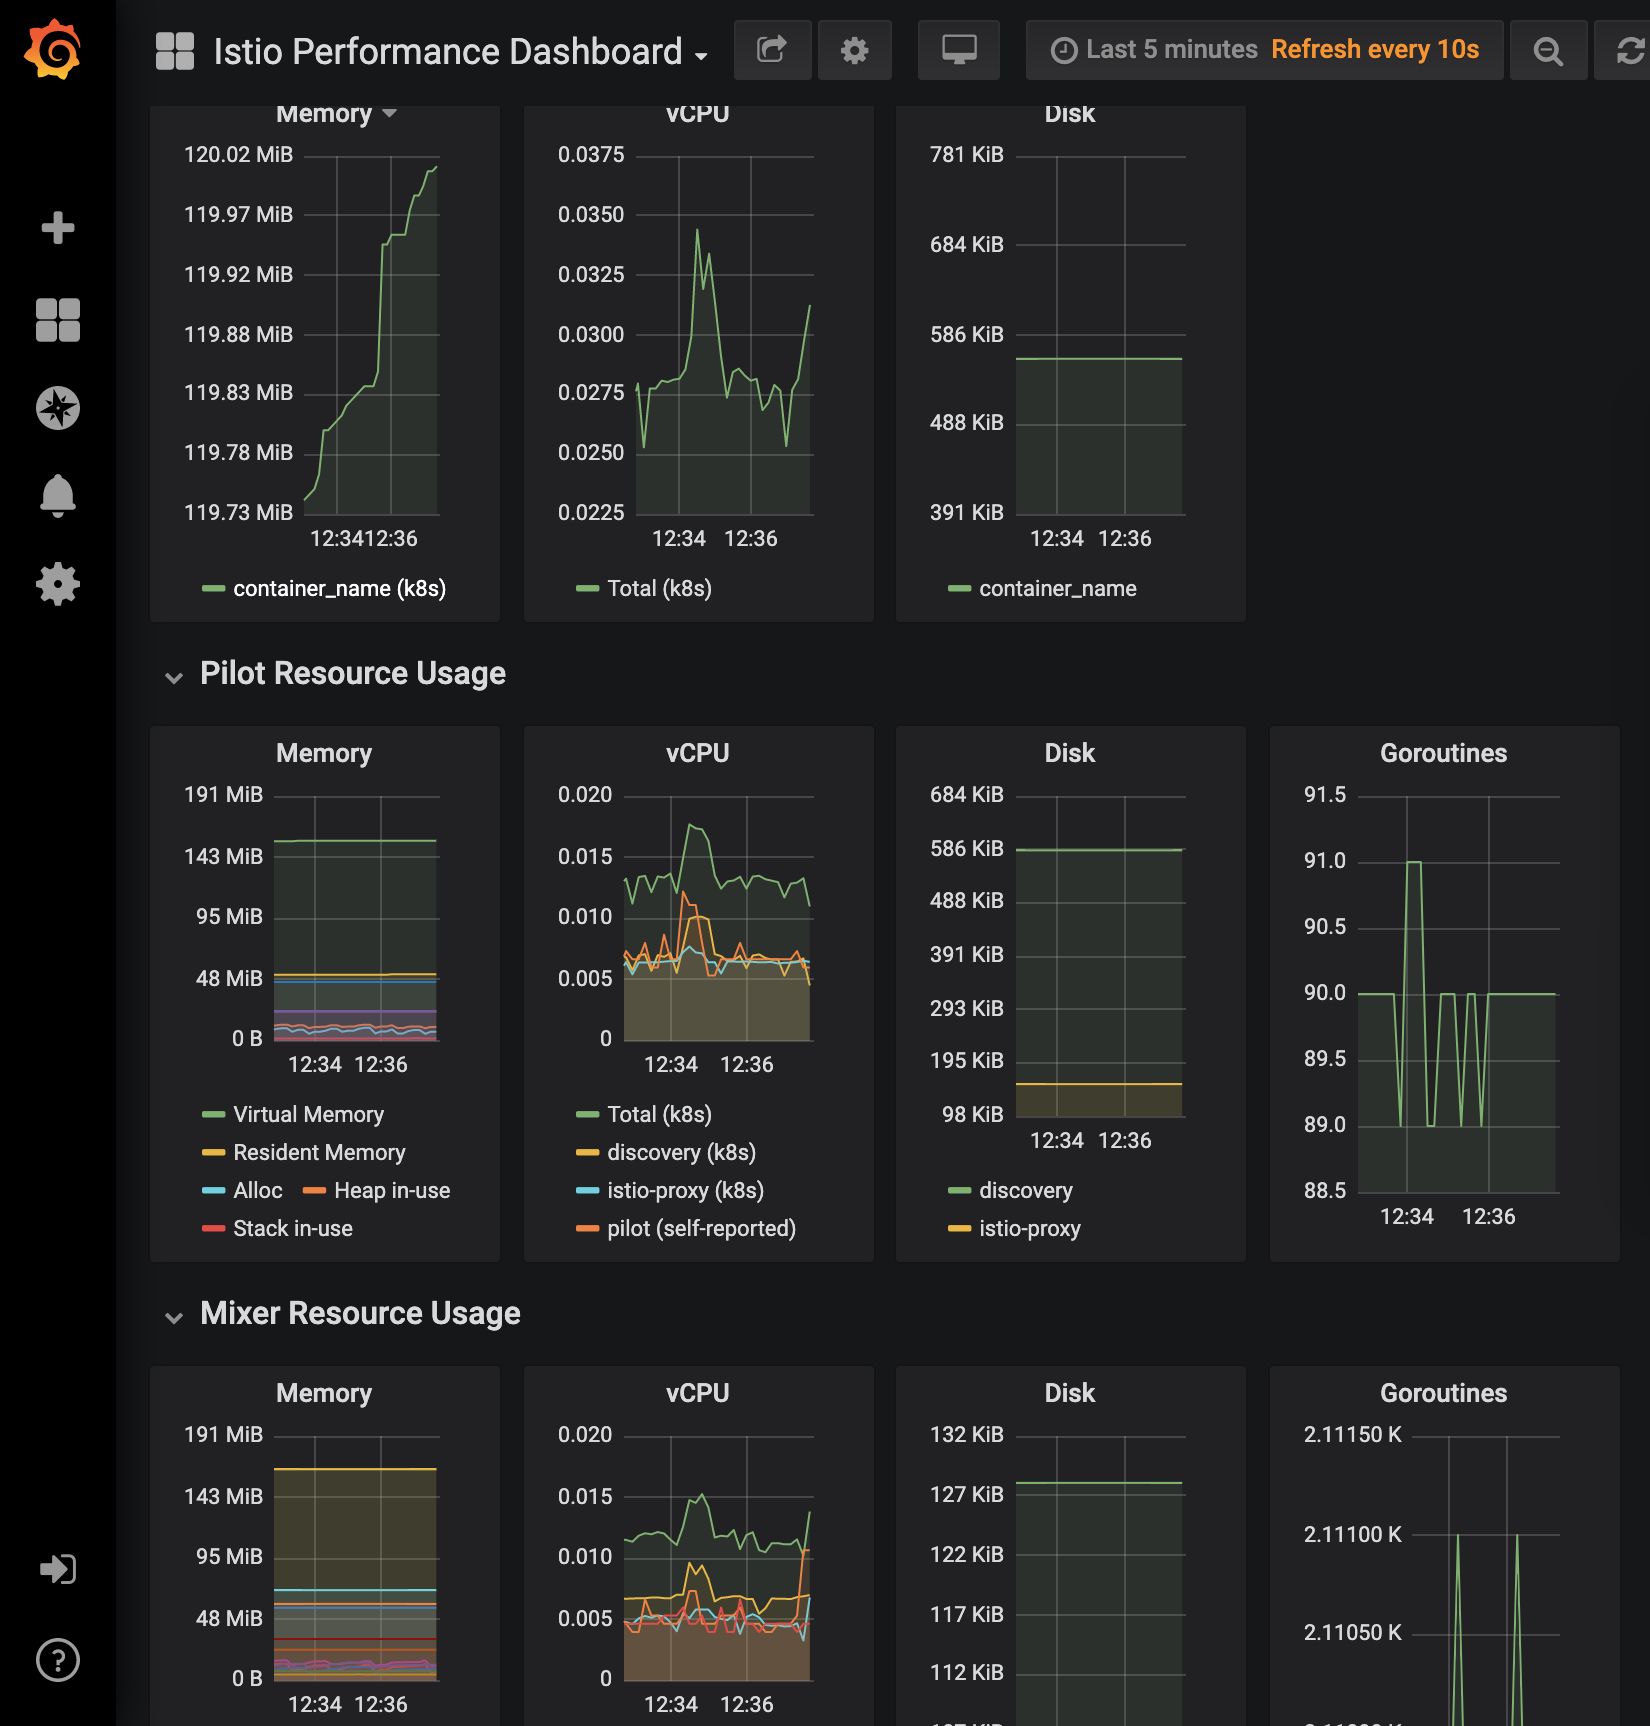 Istio Performance Dashboard
Last 5 minutes Refresh every 10s
Memory
120.02 MiB
119.97 MiB
119.92 MiB
119.88 MiB
119.83 MiB
119.78 MiB
119.73 MiB
12:34 12:36
container_name (k8s)
vCPU
0.0375
0.0350
0.0325
0.0300
0.0275
0.0250
0.0225
12:34 12:36
Total (k8s)
Disk
781 KiB
684 KiB
586 KiB
488 KiB
391 KiB
12:34 12:36
container_name
Pilot Resource Usage
Memory
191 MiB
143 MiB
95 MiB
48 MiB
0 B
12:34 12:36
Virtual Memory
Resident Memory
Alloc Heap in-use
Stack in-use
vCPU
0.020
0.015
0.010
0.005
0
12:34 12:36
Total (k8s)
discovery (k8s)
istio-proxy (k8s)
pilot (self-reported)
Disk
684 KiB
586 KiB
488 KiB
391 KiB
293 KiB
195 KiB
98 KiB
12:34 12:36
discovery
istio-proxy
Goroutines
91.5
91.0
90.5
90.0
89.5
89.0
88.5
12:34 12:36
Mixer Resource Usage
Memory
191 MiB
143 MiB
95 MiB
48 MiB
0 B
12:34 12:36
vCPU
0.020
0.015
0.010
0.005
0
12:34 12:36
Disk
132 KiB
127 KiB
122 KiB
117 KiB
112 KiB
Goroutines
2.11150 K
2.11100 K
2.11050 K